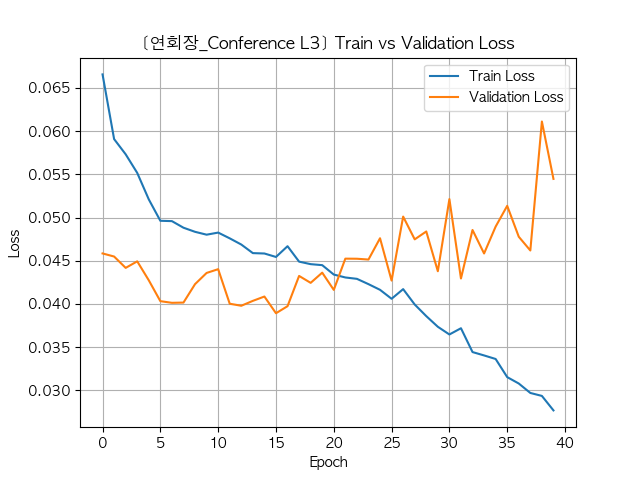 [연회장_Conference L3] Train vs Validation Loss
Train Loss
Validation Loss
0.065
0.060
0.055
0.050
0.045
0.040
0.035
0.030
Loss
0 5 10 15 20 25 30 35 40
Epoch